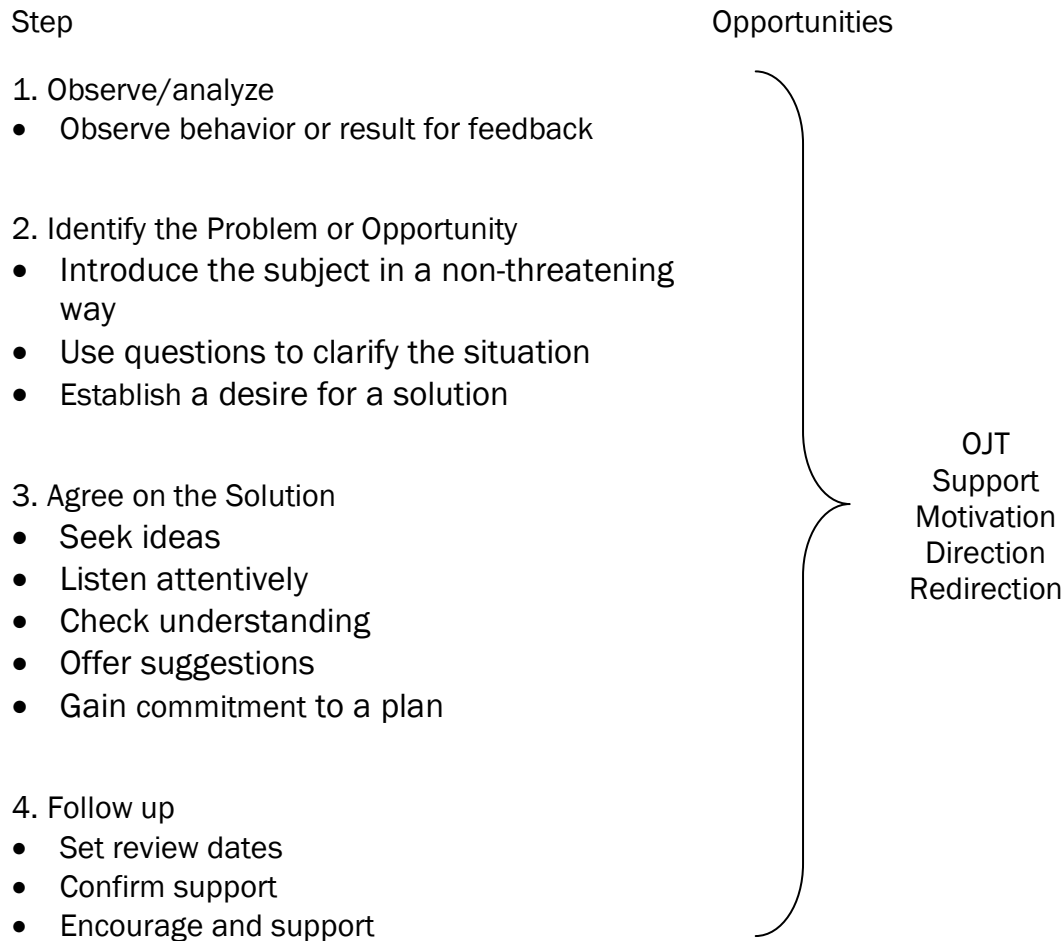 Step Opportunities
1. Observe/analyze
• Observe behavior or result for feedback
2. Identify the Problem or Opportunity
• Introduce the subject in a non-threatening
way
• Use questions to clarify the situation
• Establish a desire for a solution
3. Agree on the Solution
• Seek ideas
• Listen attentively
• Check understanding
• Offer suggestions
• Gain commitment to a plan
4. Follow up
• Set review dates
• Confirm support
• Encourage and support
OJT
Support
Motivation
Direction
Redirection